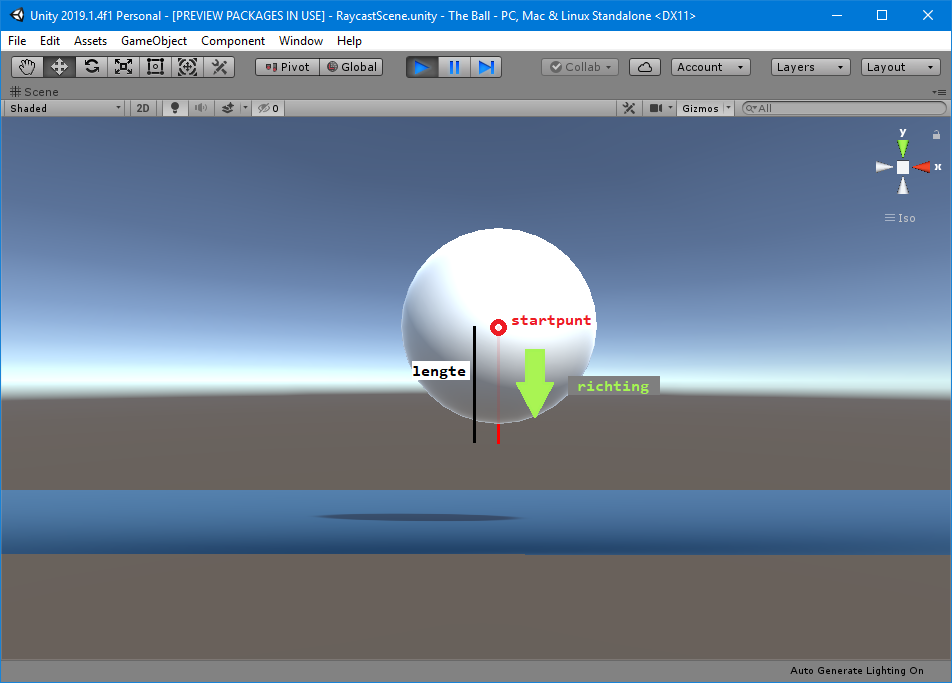 Unity 2019.1.4f1 Personal - [PREVIEW PACKAGES IN USE] - RaycastScene.unity - The Ball - PC, Mac & Linux Standalone <DX11>
File Edit Assets GameObject Component Window Help
Pivot Global Collab Account Layers Layout
Scene
Shaded 2D 0 Gizmos All
y
x
Iso
startpunt
lengte
richting
Auto Generate Lighting On